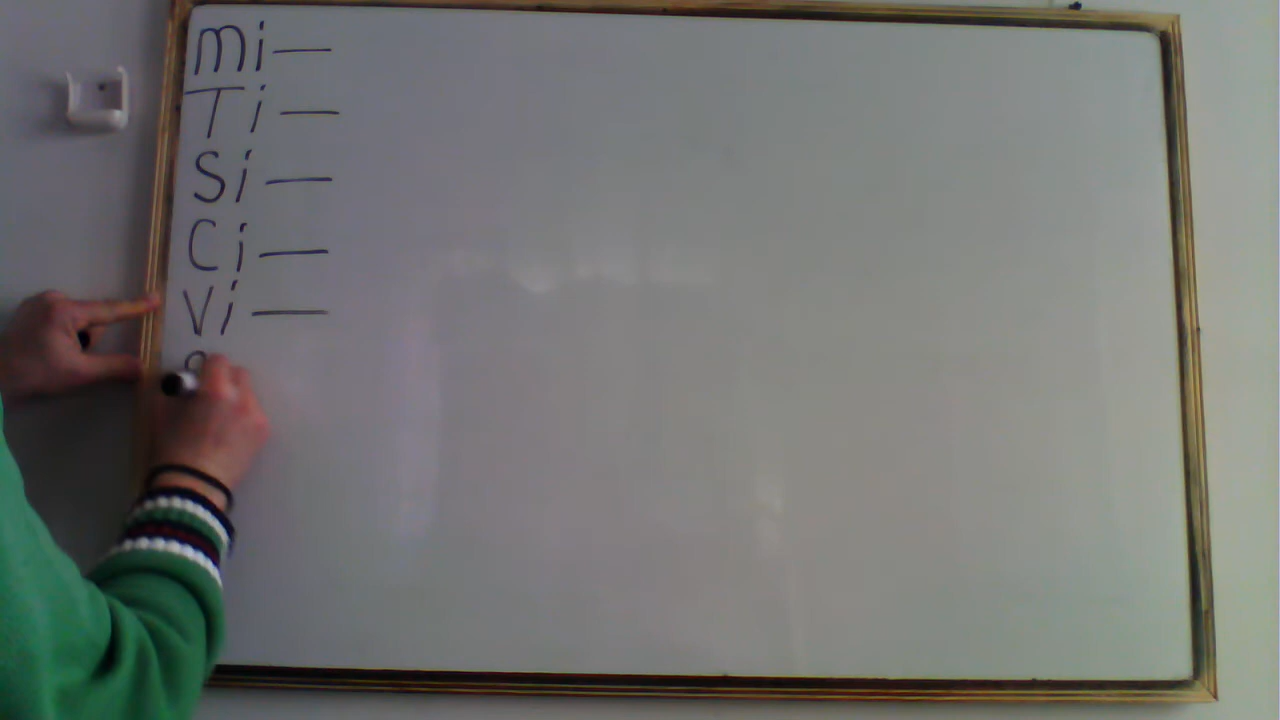 Mi —
Ti —
Si —
Ci —
Vi —